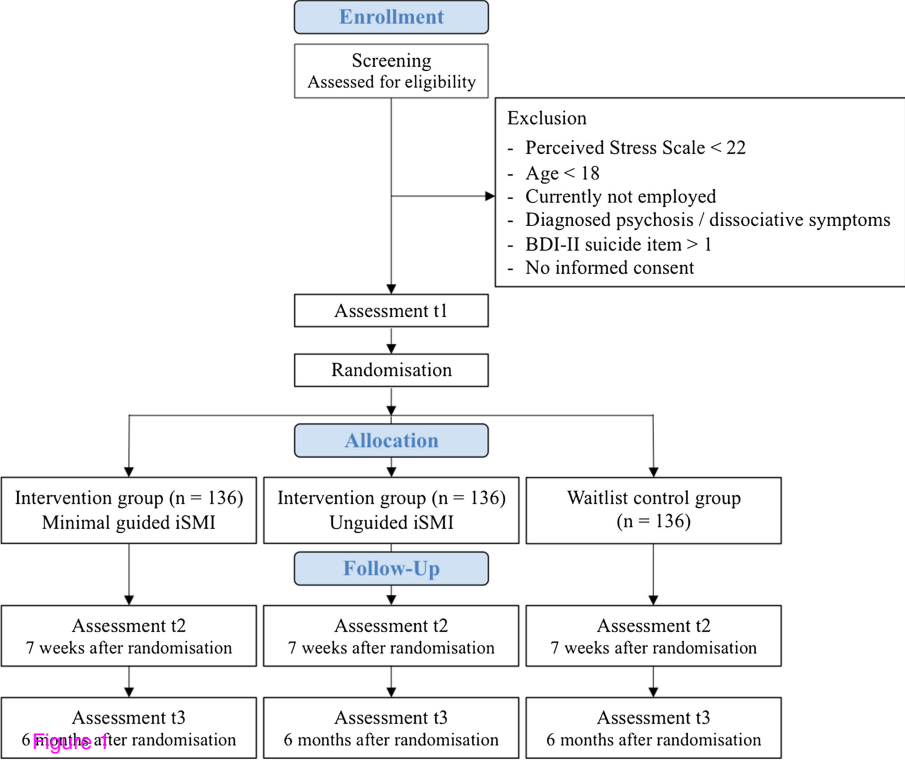 Enrollment
Screening
Assessed for eligibility
Exclusion
- Perceived Stress Scale < 22
- Age < 18
- Currently not employed
- Diagnosed psychosis / dissociative symptoms
- BDI-II suicide item > 1
- No informed consent
Assessment t1
Randomisation
Allocation
Intervention group (n = 136)
Minimal guided iSMI
Intervention group (n = 136)
Unguided iSMI
Waitlist control group
(n = 136)
Follow-Up
Assessment t2
7 weeks after randomisation
Assessment t2
7 weeks after randomisation
Assessment t2
7 weeks after randomisation
Assessment t3
6 months after randomisation
Figure 1
Assessment t3
6 months after randomisation
Assessment t3
6 months after randomisation